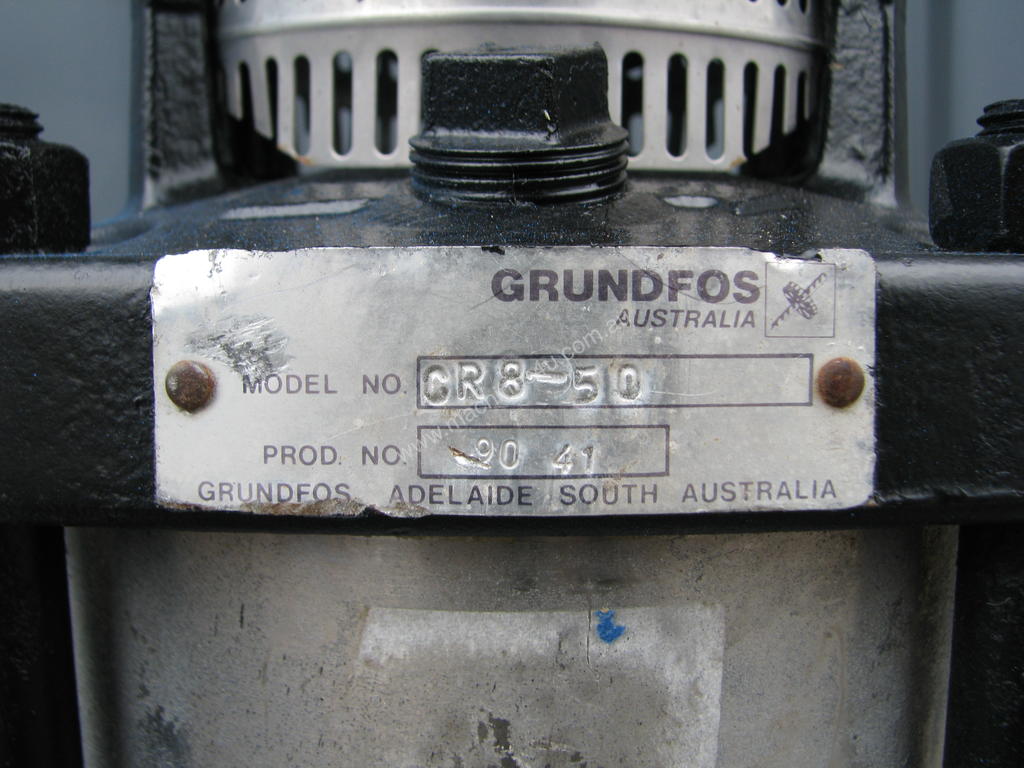 GRUNDFOS
AUSTRALIA
MODEL NO. CR8-50
PROD. NO. 90 41
GRUNDFOS ADELAIDE SOUTH AUSTRALIA